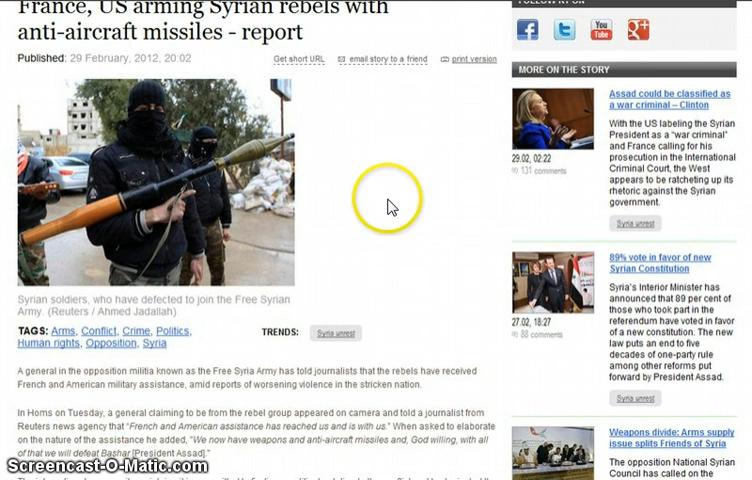 France, US arming Syrian rebels with
anti-aircraft missiles - report
Published: 29 February, 2012, 20:02
Get short URL
email story to a friend
print version
Syrian soldiers, who have defected to join the Free Syrian
Army. (Reuters / Ahmed Jadallah)
TAGS: Arms, Conflict, Crime, Politics,
Human rights, Opposition, Syria
TRENDS: Syria unrest
A general in the opposition militia known as the Free Syria Army has told journalists that the rebels have received
French and American military assistance, amid reports of worsening violence in the stricken nation.
In Homs on Tuesday, a general claiming to be from the rebel group appeared on camera and told a journalist from
Reuters news agency that “French and American assistance has reached us and is with us.” When asked to elaborate
on the nature of the assistance he added, “We now have weapons and anti-aircraft missiles and, God willing, with all
of that we will defeat Bashar [President Assad].”
Screencast-O-Matic.com
You
Tube
MORE ON THE STORY
Assad could be classified as
a war criminal – Clinton
29.02, 02:22
131 comments
With the US labeling the Syrian
President as a “war criminal”
and France calling for his
prosecution in the International
Criminal Court, the West
appears to be ratcheting up its
rhetoric against the Syrian
government.
Syria unrest
89% vote in favor of new
Syrian Constitution
27.02, 18:27
88 comments
Syria’s Interior Minister has
announced that 89 per cent of
those who took part in the
referendum have voted in favor
of a new constitution. The new
law puts an end to five
decades of one-party rule
among other reforms put
forward by President Assad.
Syria unrest
Weapons divide: Arms supply
issue splits Friends of Syria
The opposition National Syrian
Council has called on the